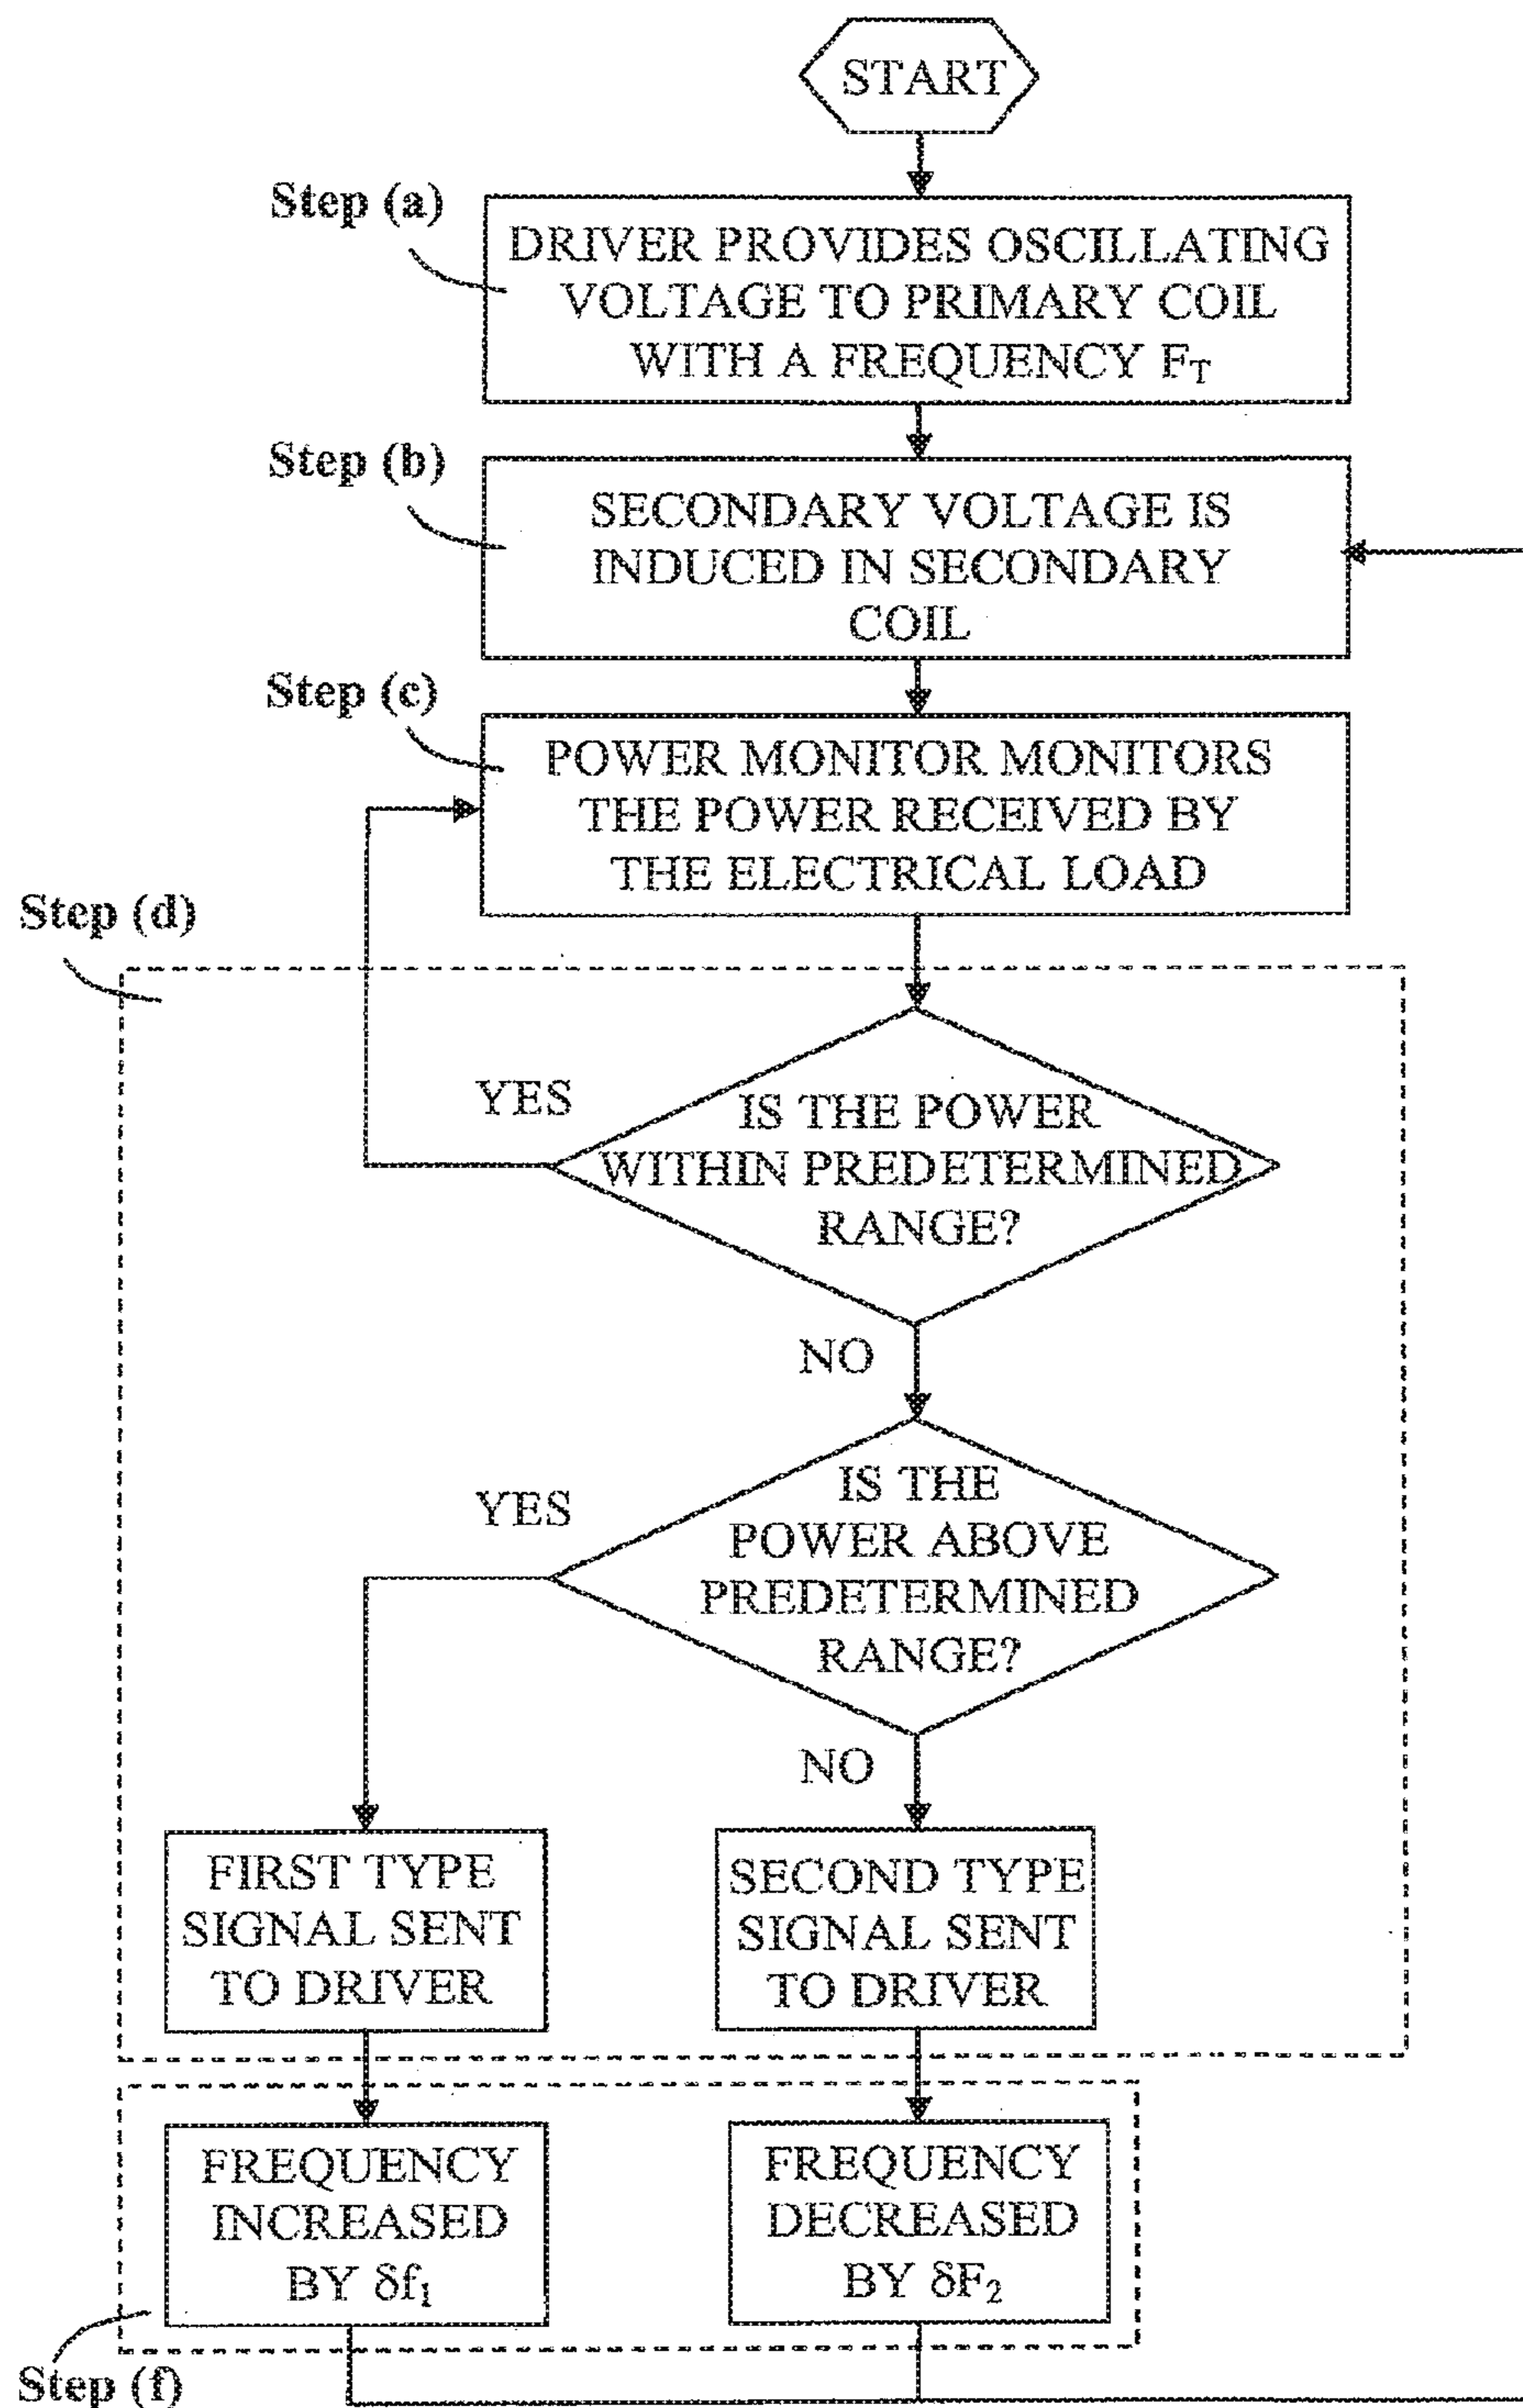 START
Step (a)
DRIVER PROVIDES OSCILLATING
VOLTAGE TO PRIMARY COIL
WITH A FREQUENCY F_T
Step (b)
SECONDARY VOLTAGE IS
INDUCED IN SECONDARY
COIL
Step (c)
POWER MONITOR MONITORS
THE POWER RECEIVED BY
THE ELECTRICAL LOAD
Step (d)
YES
IS THE POWER
WITHIN PREDETERMINED
RANGE?
NO
YES
IS THE
POWER ABOVE
PREDETERMINED
RANGE?
NO
FIRST TYPE
SIGNAL SENT
TO DRIVER
SECOND TYPE
SIGNAL SENT
TO DRIVER
FREQUENCY
INCREASED
BY δf₁
FREQUENCY
DECREASED
BY δF₂
Step (f)